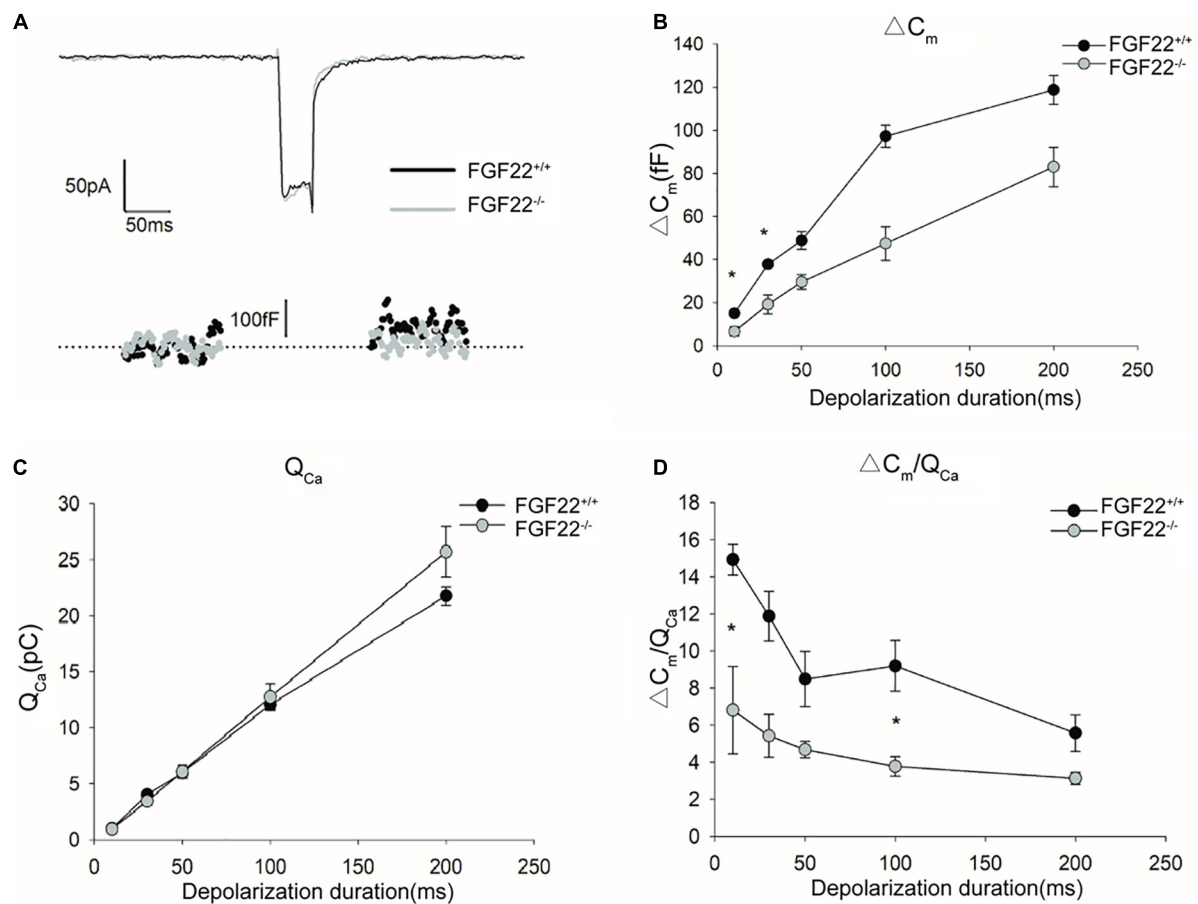 A
50pA
50ms
FGF22+/+
FGF22-/-
100fF
B
△Cm
140
120
100
80
60
40
20
0
△Cm(fF)
*
*
FGF22+/+
FGF22-/-
0 50 100 150 200 250
Depolarization duration(ms)
C
QCa
30
25
20
15
10
5
0
QCa(pC)
FGF22+/+
FGF22-/-
0 50 100 150 200 250
Depolarization duration(ms)
D
△Cm/QCa
18
16
14
12
10
8
6
4
2
0
△Cm/QCa
*
*
FGF22+/+
FGF22-/-
0 50 100 150 200 250
Depolarization duration(ms)